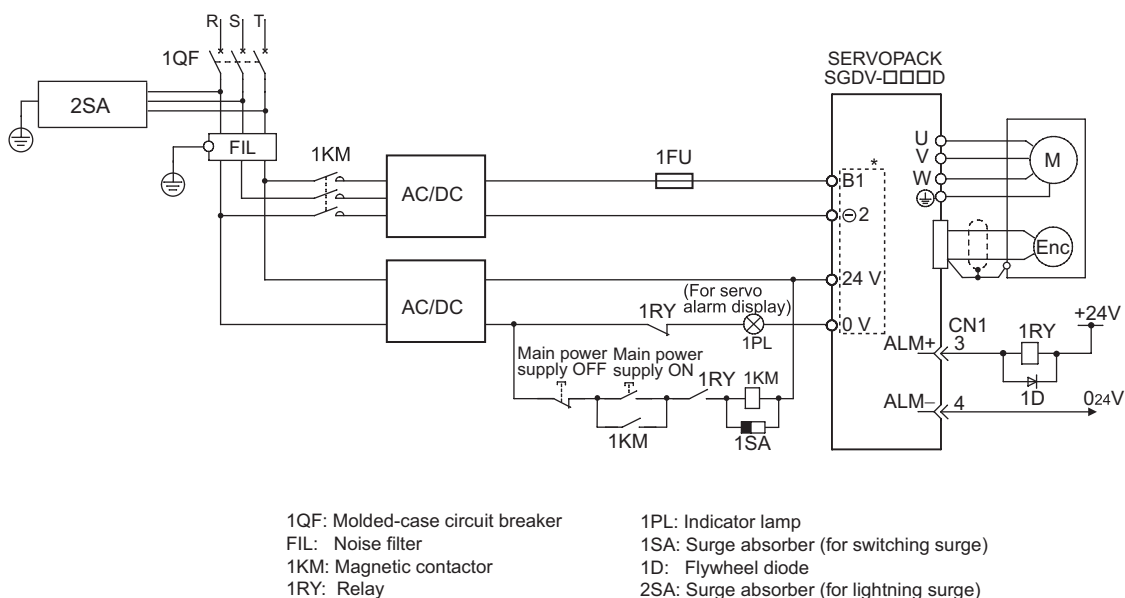 R S T
1QF
2SA
FIL
1KM
AC/DC
1FU
SERVOPACK
SGDV-□□□D
*
B1
⊖ 2
U
V
W
M
Enc
AC/DC
24 V
(For servo
alarm display)
1RY
1PL
0 V
Main power
supply OFF
Main power
supply ON
1RY
1KM
1KM
1SA
CN1
ALM+
3
1RY
+24V
1D
ALM−
4
024V
1QF: Molded-case circuit breaker
FIL: Noise filter
1KM: Magnetic contactor
1RY: Relay
1PL: Indicator lamp
1SA: Surge absorber (for switching surge)
1D: Flywheel diode
2SA: Surge absorber (for lightning surge)